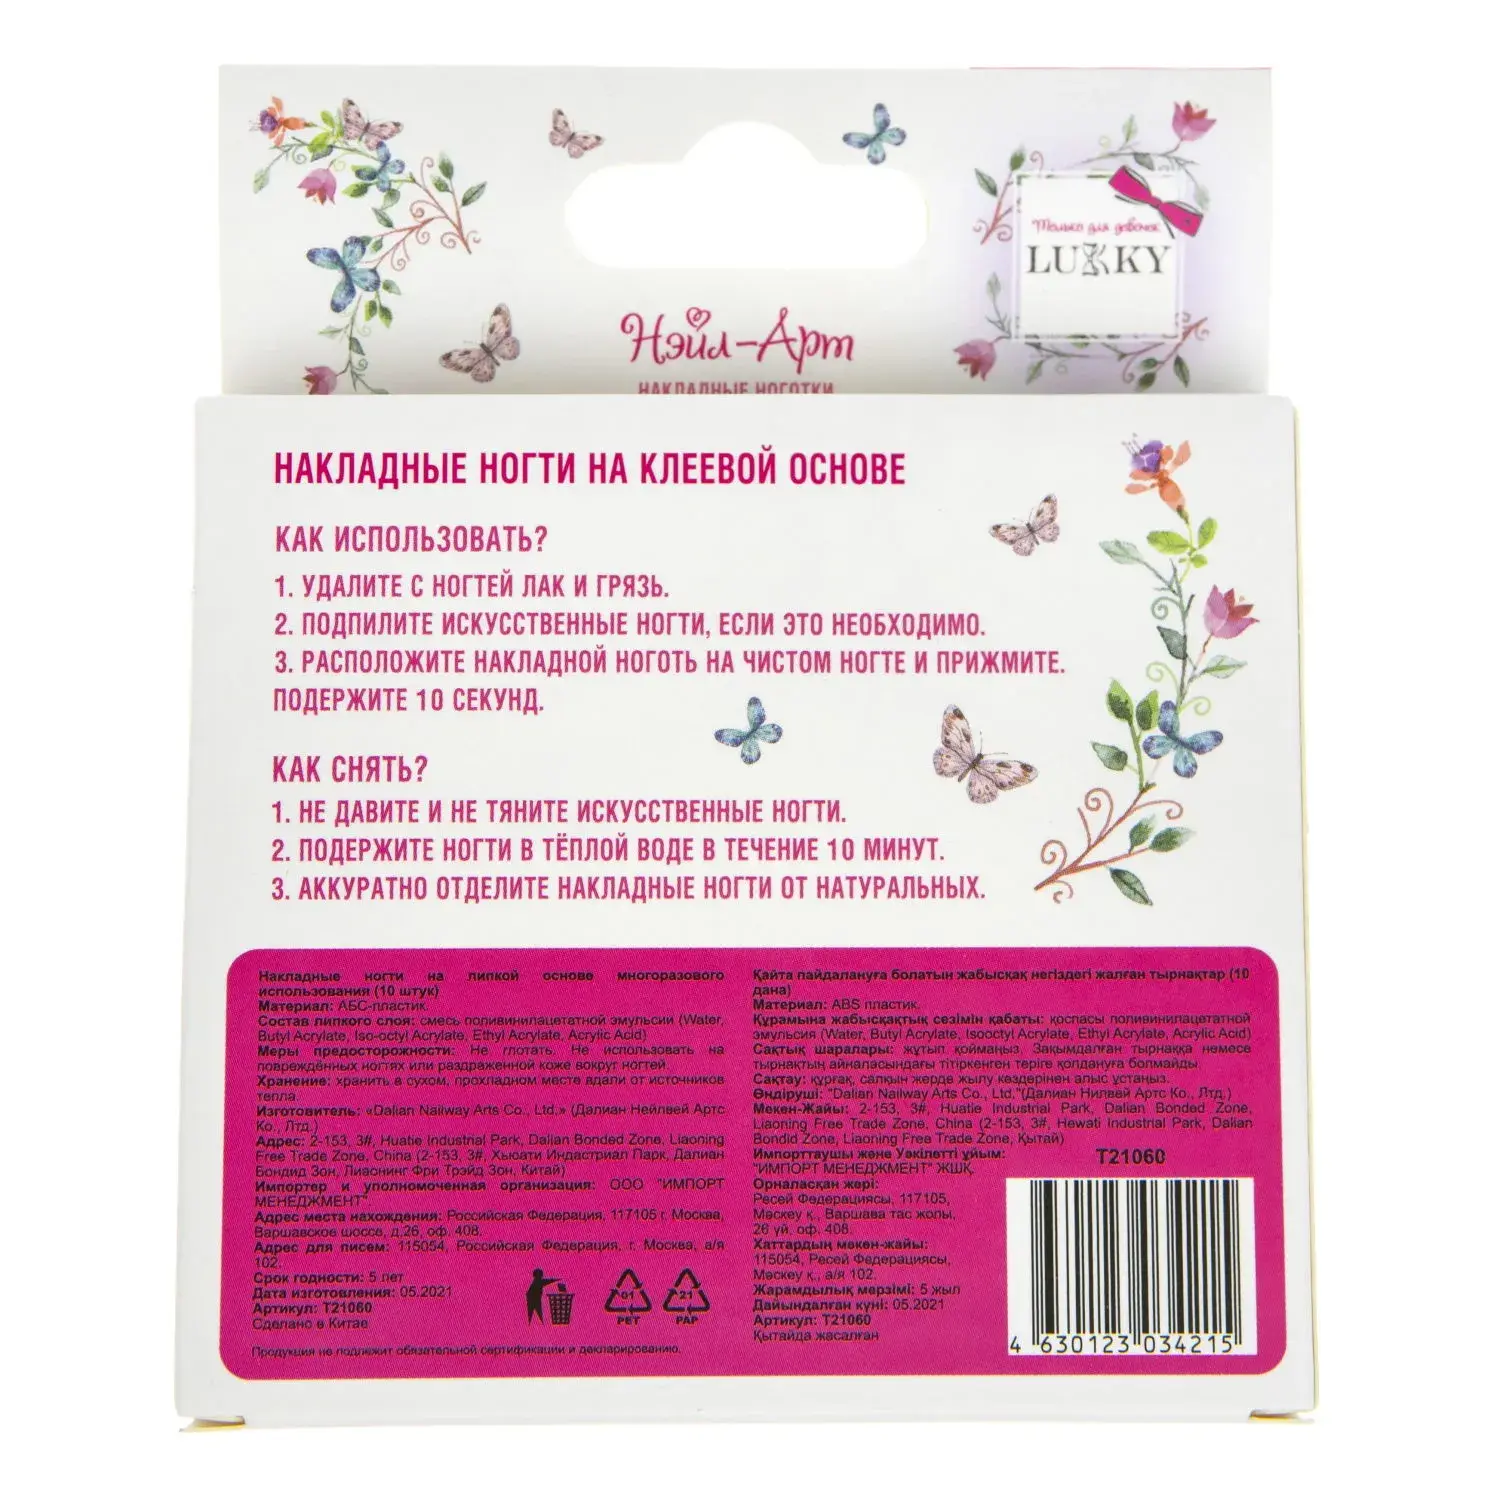 Только для девочек
LUKKY
Нэйл-Арт
НАКЛАДНЫЕ НОГОТКИ
НАКЛАДНЫЕ НОГТИ НА КЛЕЕВОЙ ОСНОВЕ
КАК ИСПОЛЬЗОВАТЬ?
1. УДАЛИТЕ С НОГТЕЙ ЛАК И ГРЯЗЬ.
2. ПОДПИЛИТЕ ИСКУССТВЕННЫЕ НОГТИ, ЕСЛИ ЭТО НЕОБХОДИМО.
3. РАСПОЛОЖИТЕ НАКЛАДНОЙ НОГОТЬ НА ЧИСТОМ НОГТЕ И ПРИЖМИТЕ.
ПОДЕРЖИТЕ 10 СЕКУНД.
КАК СНЯТЬ?
1. НЕ ДАВИТЕ И НЕ ТЯНИТЕ ИСКУССТВЕННЫЕ НОГТИ.
2. ПОДЕРЖИТЕ НОГТИ В ТЁПЛОЙ ВОДЕ В ТЕЧЕНИЕ 10 МИНУТ.
3. АККУРАТНО ОТДЕЛИТЕ НАКЛАДНЫЕ НОГТИ ОТ НАТУРАЛЬНЫХ.
Накладные ногти на липкой основе многоразового
использования (10 штук)
Материал: АБС-пластик.
Состав липкого слоя: смесь поливинилацетатной эмульсии (Water,
Butyl Acrylate, Iso-octyl Acrylate, Ethyl Acrylate, Acrylic Acid)
Меры предосторожности: Не глотать. Не использовать на
повреждённых ногтях или раздраженной коже вокруг ногтей.
Хранение: хранить в сухом, прохладном месте вдали от источников
тепла.
Изготовитель: «Dalian Nailway Arts Co., Ltd.» (Далиан Нейлвей Артс
Ко., Лтд.)
Адрес: 2-153, 3#, Huatie Industrial Park, Dalian Bonded Zone, Liaoning
Free Trade Zone, China (2-153, 3#, Хьюати Индастриал Парк, Далиан
Бондид Зон, Лиаонинг Фри Трэйд Зон, Китай)
Импортер и уполномоченная организация: ООО "ИМПОРТ
МЕНЕДЖМЕНТ"
Адрес места нахождения: Российская Федерация, 117105 г. Москва,
Варшавское шоссе, д.26, оф. 408.
Адрес для писем: 115054, Российская Федерация, г. Москва, а/я
102.
Срок годности: 5 лет
Дата изготовления: 05.2021
Артикул: Т21060
Сделано в Китае
Продукция не подлежит обязательной сертификации и декларированию.
01
PET
21
PAP
Қайта пайдалануға болатын жабысқақ негіздегі жалған тырнақтар (10
дана)
Материал: ABS пластик.
Құрамына жабысқақтық сезімін қабаты: қоспасы поливинилацетатной
эмульсия (Water, Butyl Acrylate, Isooctyl Acrylate, Ethyl Acrylate, Acrylic Acid)
Сақтық шаралары: жұтып қоймаңыз. Зақымдалған тырнаққа немесе
тырнақтың айналасындағы тітіркенген теріге қолдануға болмайды.
Сақтау: құрғақ, салқын жерде жылу көздерінен алыс ұстаңыз.
Өндіруші: "Dalian Nailway Arts Co., Ltd."(Далиан Нилвей Артс Ко., Лтд.)
Мекен-Жайы: 2-153, 3#, Huatie Industrial Park, Dalian Bonded Zone,
Liaoning Free Trade Zone, China (2-153, 3#, Hewati Industrial Park, Dalian
Bondid Zone, Liaoning Free Trade Zone, Қытай)
Импорттаушы және Уәкілетті ұйым:
"ИМПОРТ МЕНЕДЖМЕНТ" ЖШҚ
Орналасқан жері:
Ресей Федерациясы, 117105,
Мәскеу қ., Варшава тас жолы,
26 үй, оф. 408.
Хаттардың мекен-жайы:
115054, Ресей Федерациясы,
Мәскеу қ., а/я 102.
Жарамдылық мерзімі: 5 жыл
Дайындалған күні: 05.2021
Артикул: Т21060
Қытайда жасалған
Т21060
4 630123 034215